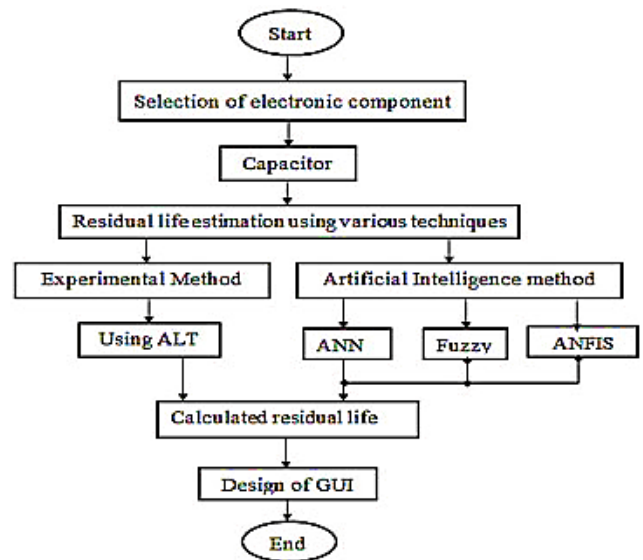 Start
Selection of electronic component
Capacitor
Residual life estimation using various techniques
Experimental Method
Artificial Intelligence method
Using ALT
ANN
Fuzzy
ANFIS
Calculated residual life
Design of GUI
End